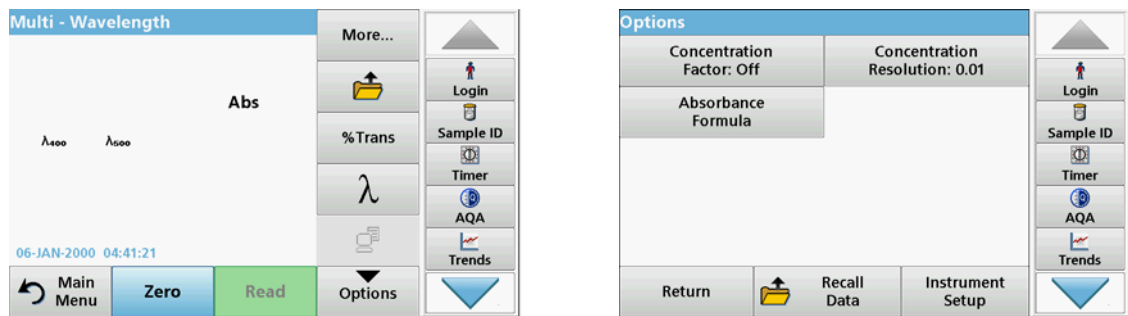 Multi - Wavelength
More...
Abs
%Trans
λ₄₀₀ λ₅₀₀
λ
06-JAN-2000 04:41:21
Main
Menu
Zero
Read
Options
Login
Sample ID
Timer
AQA
Trends
Options
Concentration
Factor: Off
Concentration
Resolution: 0.01
Absorbance
Formula
Return
Recall
Data
Instrument
Setup
Login
Sample ID
Timer
AQA
Trends